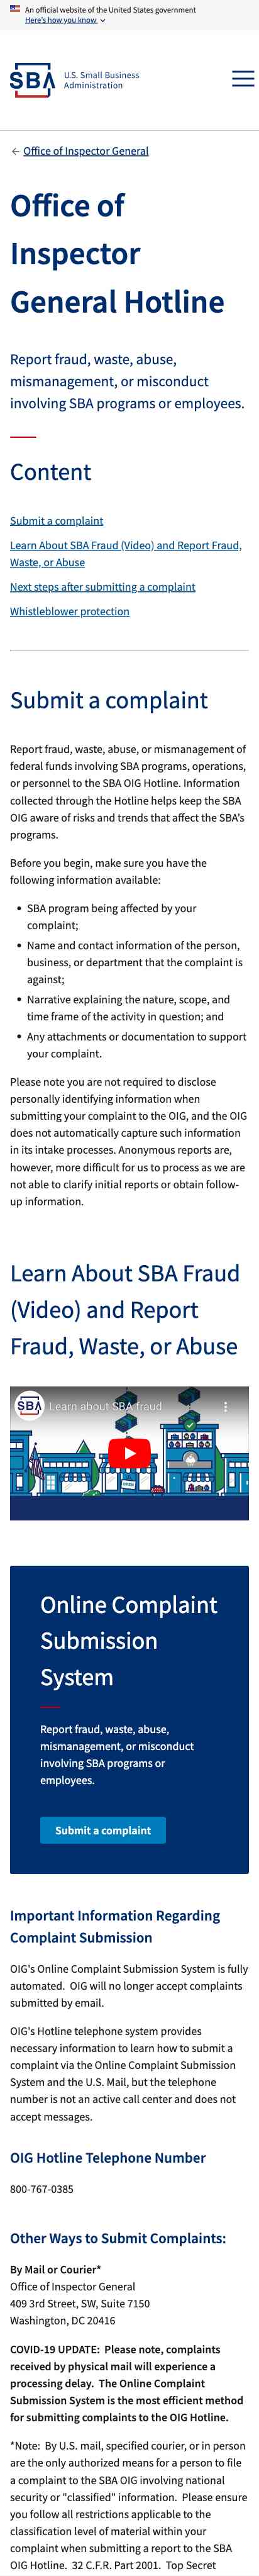 An official website of the United States government
Here's how you know
SBA
U.S. Small Business
Administration
← Office of Inspector General
Office of
Inspector
General Hotline
Report fraud, waste, abuse,
mismanagement, or misconduct
involving SBA programs or employees.
Content
Submit a complaint
Learn About SBA Fraud (Video) and Report Fraud,
Waste, or Abuse
Next steps after submitting a complaint
Whistleblower protection
Submit a complaint
Report fraud, waste, abuse, or mismanagement of
federal funds involving SBA programs, operations,
or personnel to the SBA OIG Hotline. Information
collected through the Hotline helps keep the SBA
OIG aware of risks and trends that affect the SBA's
programs.
Before you begin, make sure you have the
following information available:
• SBA program being affected by your
complaint;
• Name and contact information of the person,
business, or department that the complaint is
against;
• Narrative explaining the nature, scope, and
time frame of the activity in question; and
• Any attachments or documentation to support
your complaint.
Please note you are not required to disclose
personally identifying information when
submitting your complaint to the OIG, and the OIG
does not automatically capture such information
in its intake processes. Anonymous reports are,
however, more difficult for us to process as we are
not able to clarify initial reports or obtain follow-
up information.
Learn About SBA Fraud
(Video) and Report
Fraud, Waste, or Abuse
SBA
Learn about SBA fraud
OPEN
Online Complaint
Submission
System
Report fraud, waste, abuse,
mismanagement, or misconduct
involving SBA programs or
employees.
Submit a complaint
Important Information Regarding
Complaint Submission
OIG's Online Complaint Submission System is fully
automated.  OIG will no longer accept complaints
submitted by email.
OIG's Hotline telephone system provides
necessary information to learn how to submit a
complaint via the Online Complaint Submission
System and the U.S. Mail, but the telephone
number is not an active call center and does not
accept messages.
OIG Hotline Telephone Number
800-767-0385
Other Ways to Submit Complaints:
By Mail or Courier*
Office of Inspector General
409 3rd Street, SW, Suite 7150
Washington, DC 20416
COVID-19 UPDATE:  Please note, complaints
received by physical mail will experience a
processing delay.  The Online Complaint
Submission System is the most efficient method
for submitting complaints to the OIG Hotline.
*Note:  By U.S. mail, specified courier, or in person
are the only authorized means for a person to file
a complaint to the SBA OIG involving national
security or "classified" information.  Please ensure
you follow all restrictions applicable to the
classification level of material within your
complaint when submitting a report to the SBA
OIG Hotline.  32 C.F.R. Part 2001.  Top Secret